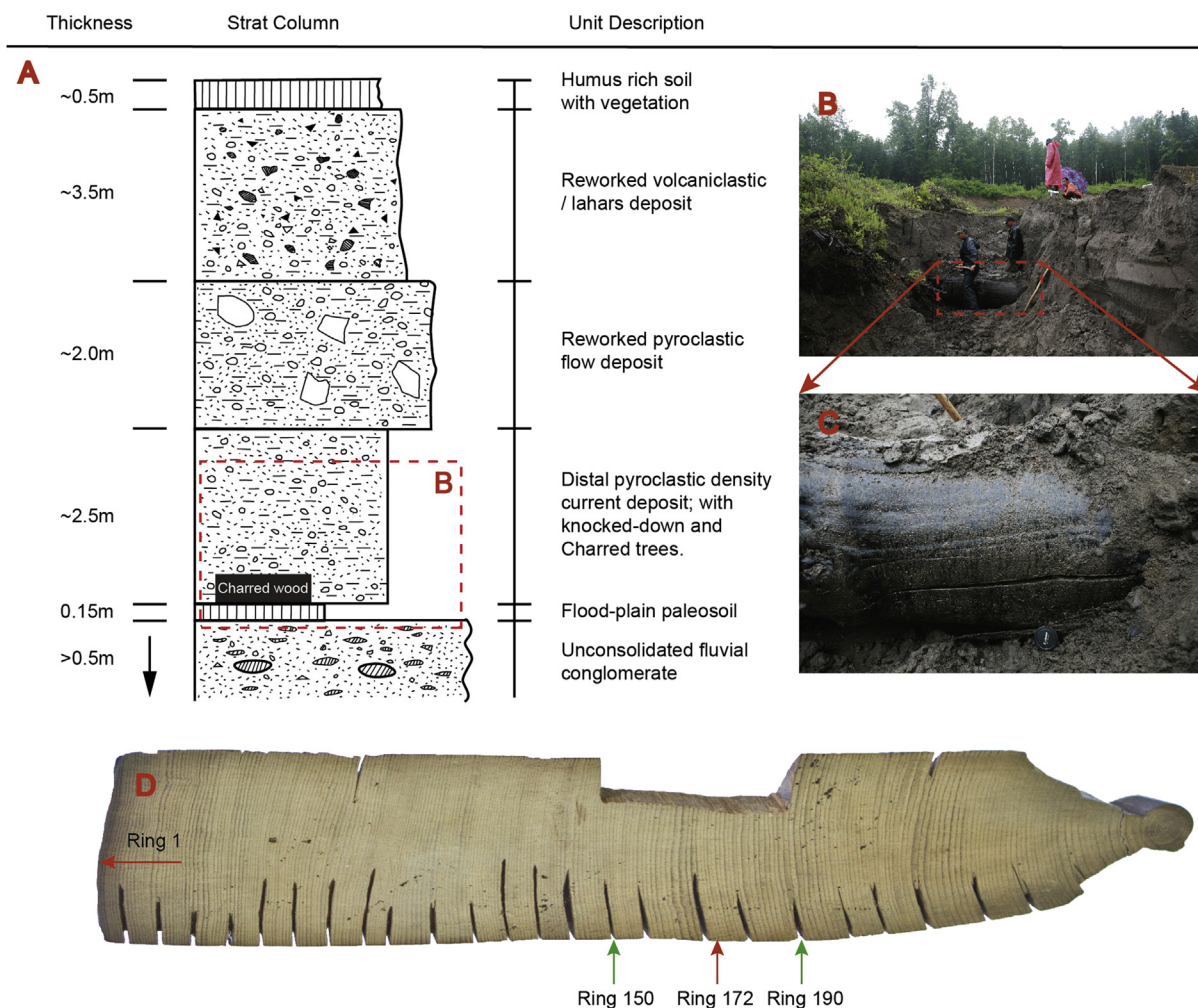 Thickness Strat Column Unit Description
A
~0.5m
Humus rich soil
with vegetation
~3.5m
Reworked volcaniclastic
/ lahars deposit
~2.0m
Reworked pyroclastic
flow deposit
B
~2.5m
Distal pyroclastic density
current deposit; with
knocked-down and
Charred trees.
Charred wood
0.15m
Flood-plain paleosoil
>0.5m
Unconsolidated fluvial
conglomerate
B
C
D
Ring 1
Ring 150 Ring 172 Ring 190